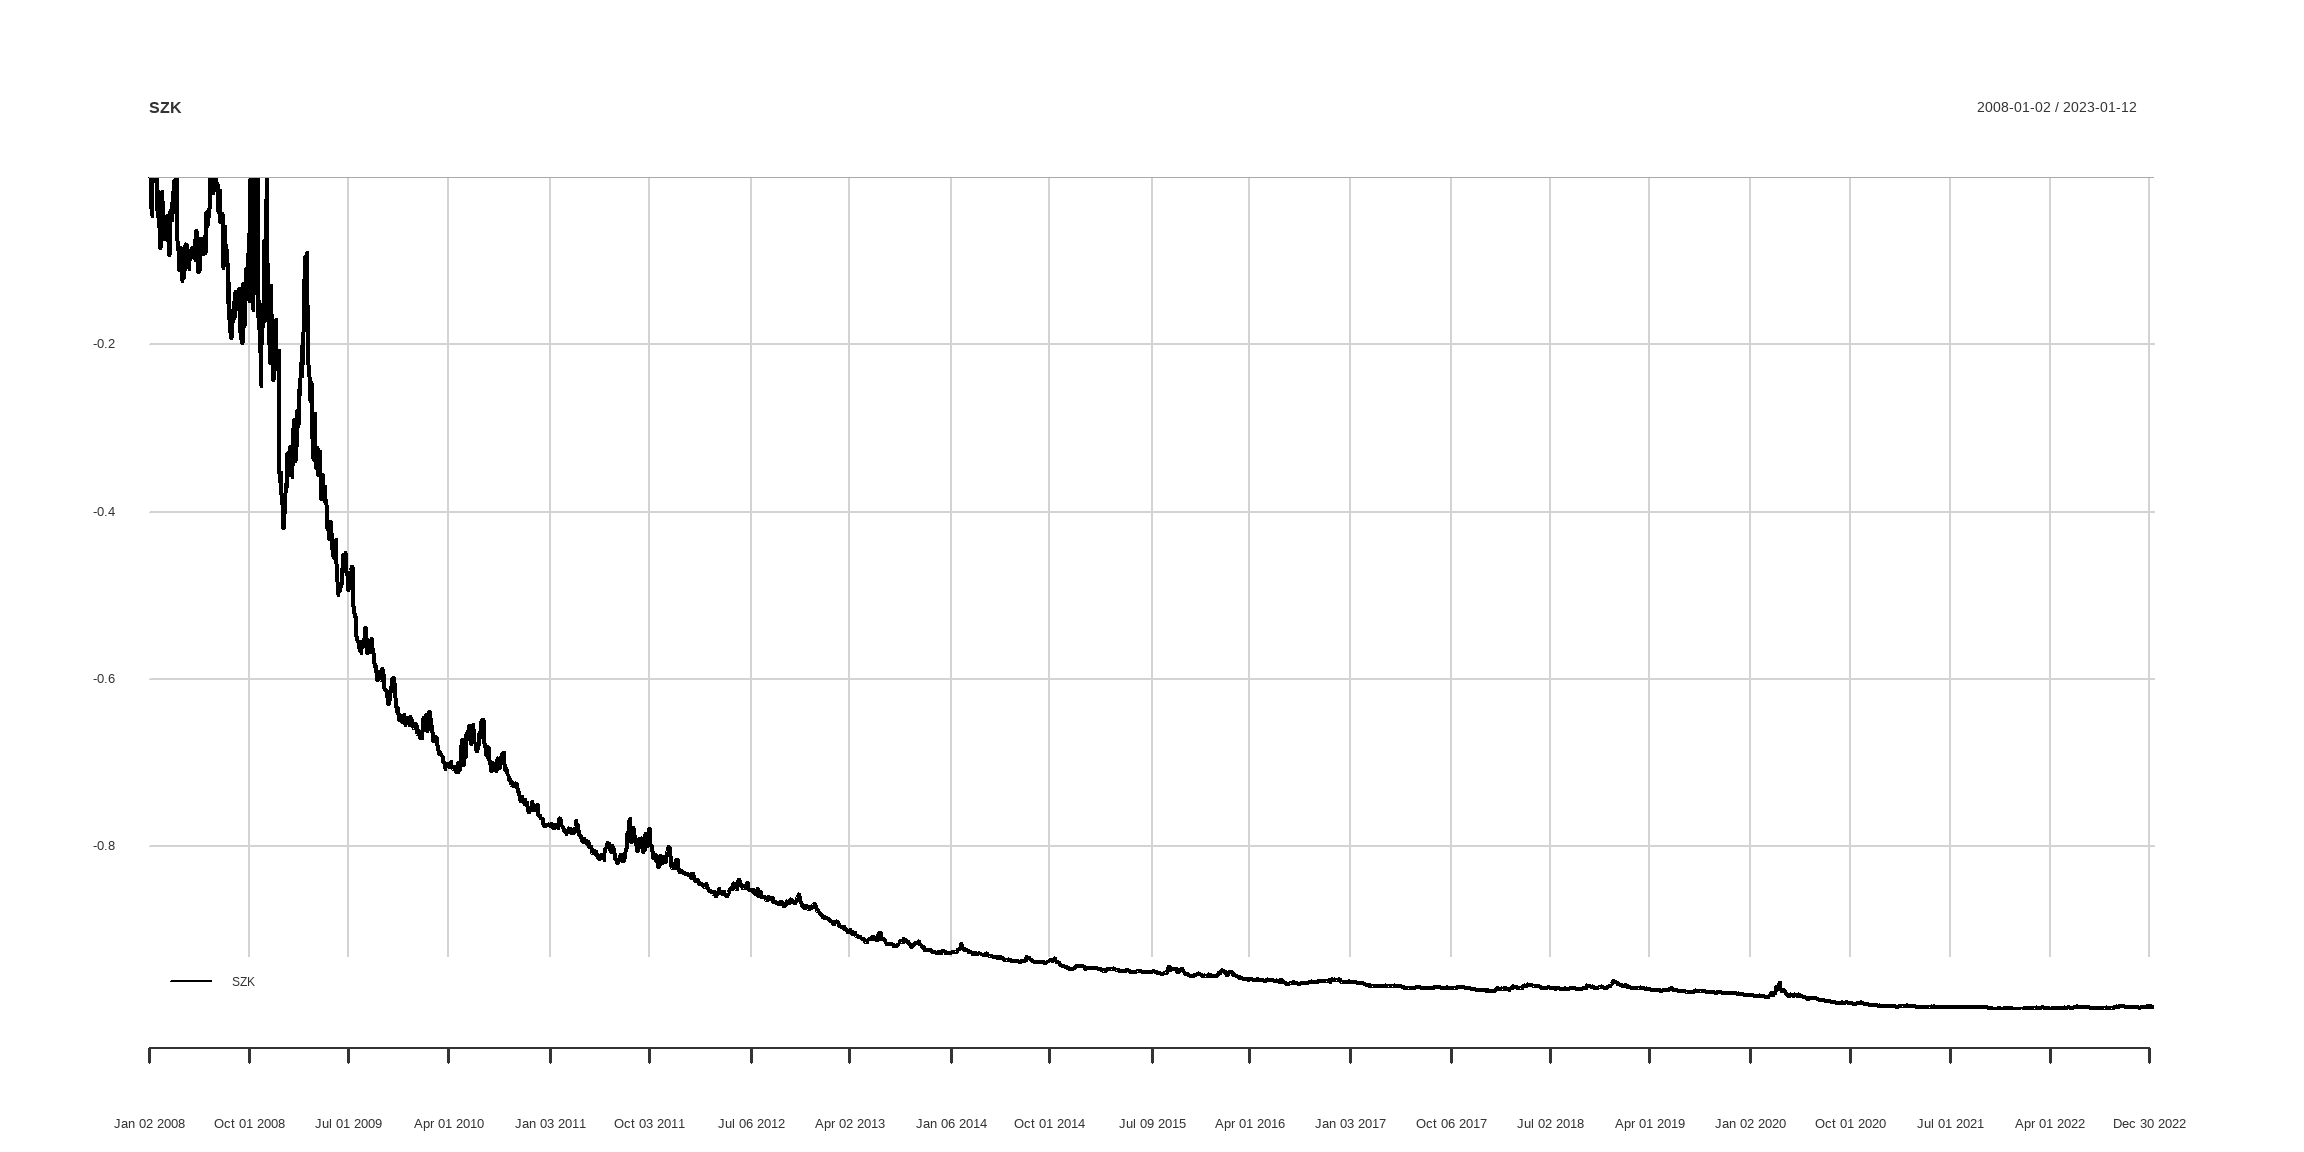 SZK
2008-01-02 / 2023-01-12
-0.2
-0.4
-0.6
-0.8
SZK
Jan 02 2008 Oct 01 2008 Jul 01 2009 Apr 01 2010 Jan 03 2011 Oct 03 2011 Jul 06 2012 Apr 02 2013 Jan 06 2014 Oct 01 2014 Jul 09 2015 Apr 01 2016 Jan 03 2017 Oct 06 2017 Jul 02 2018 Apr 01 2019 Jan 02 2020 Oct 01 2020 Jul 01 2021 Apr 01 2022 Dec 30 2022